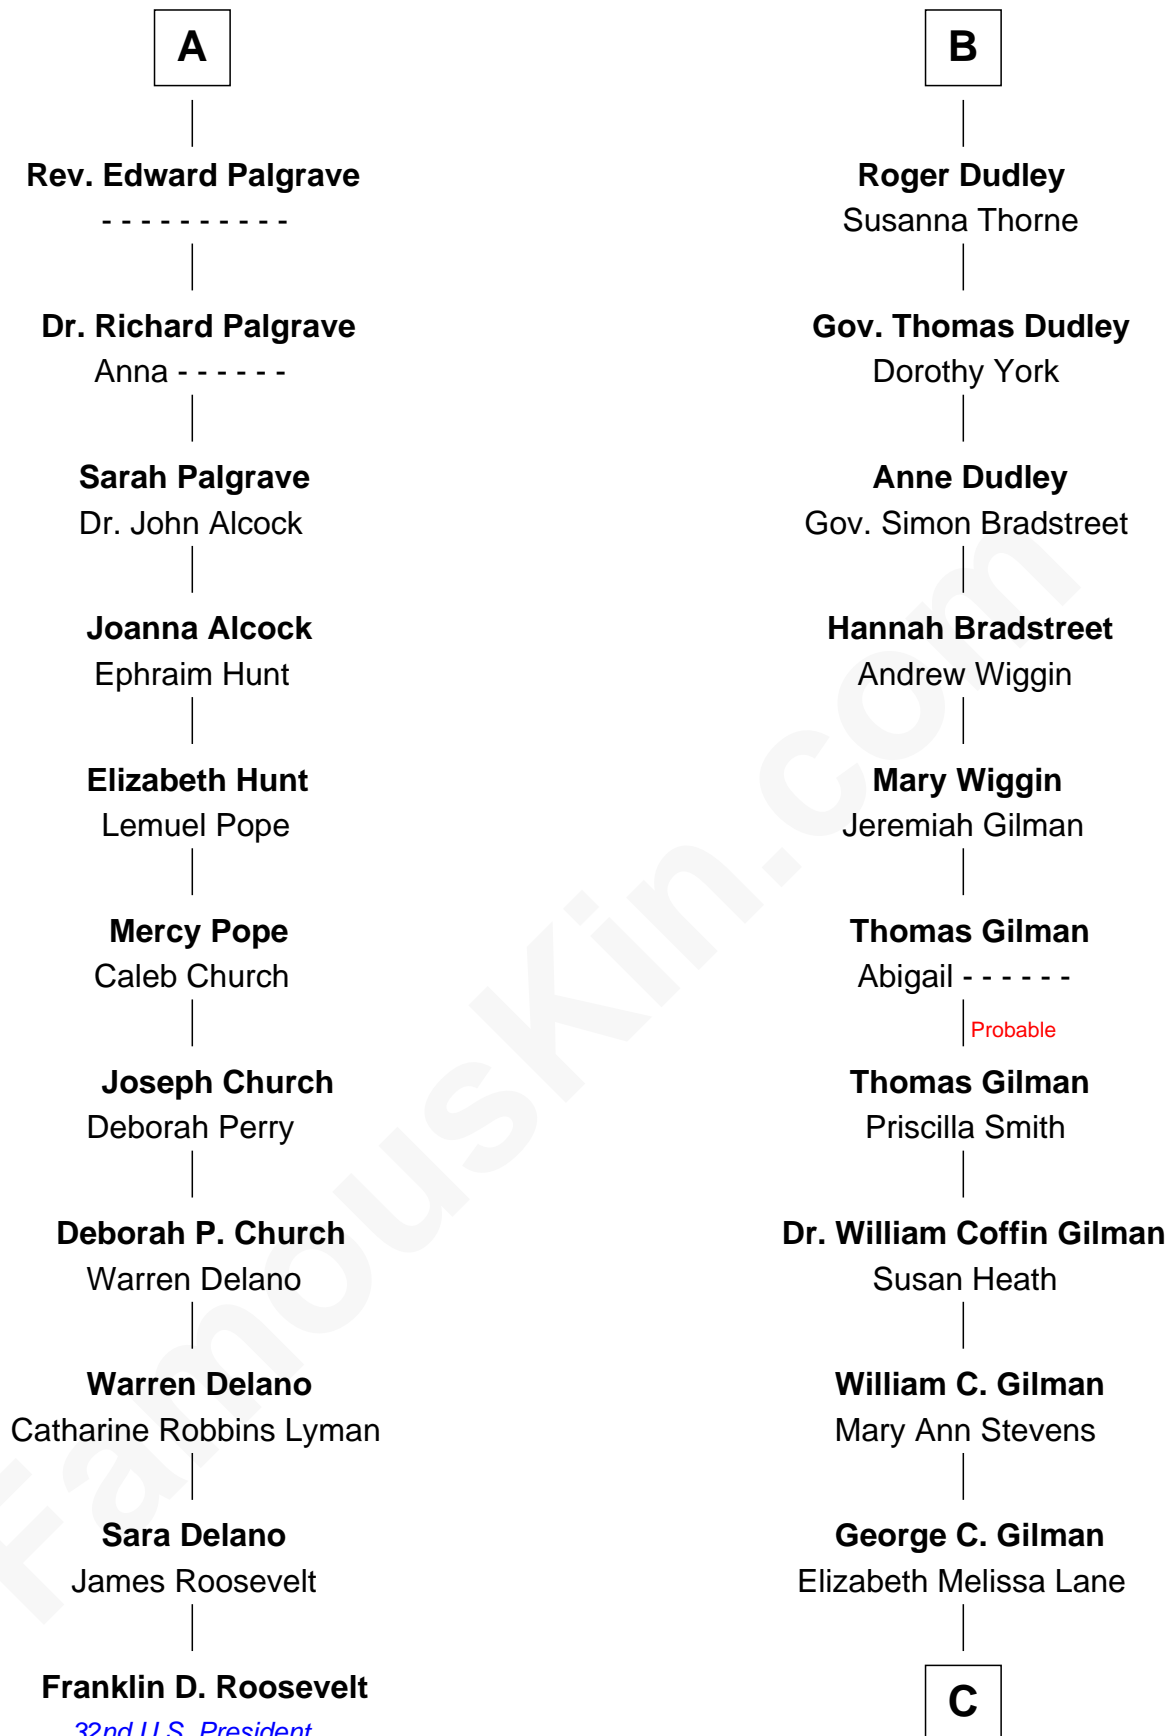 A
Rev. Edward Palgrave
- - - - - - - - - -
Dr. Richard Palgrave
Anna - - - - - -
Sarah Palgrave
Dr. John Alcock
Joanna Alcock
Ephraim Hunt
Elizabeth Hunt
Lemuel Pope
Mercy Pope
Caleb Church
Joseph Church
Deborah Perry
Deborah P. Church
Warren Delano
Warren Delano
Catharine Robbins Lyman
Sara Delano
James Roosevelt
Franklin D. Roosevelt
32nd U.S. President
B
Roger Dudley
Susanna Thorne
Gov. Thomas Dudley
Dorothy York
Anne Dudley
Gov. Simon Bradstreet
Hannah Bradstreet
Andrew Wiggin
Mary Wiggin
Jeremiah Gilman
Thomas Gilman
Abigail - - - - - -
Probable
Thomas Gilman
Priscilla Smith
Dr. William Coffin Gilman
Susan Heath
William C. Gilman
Mary Ann Stevens
George C. Gilman
Elizabeth Melissa Lane
C
FamousKin.com